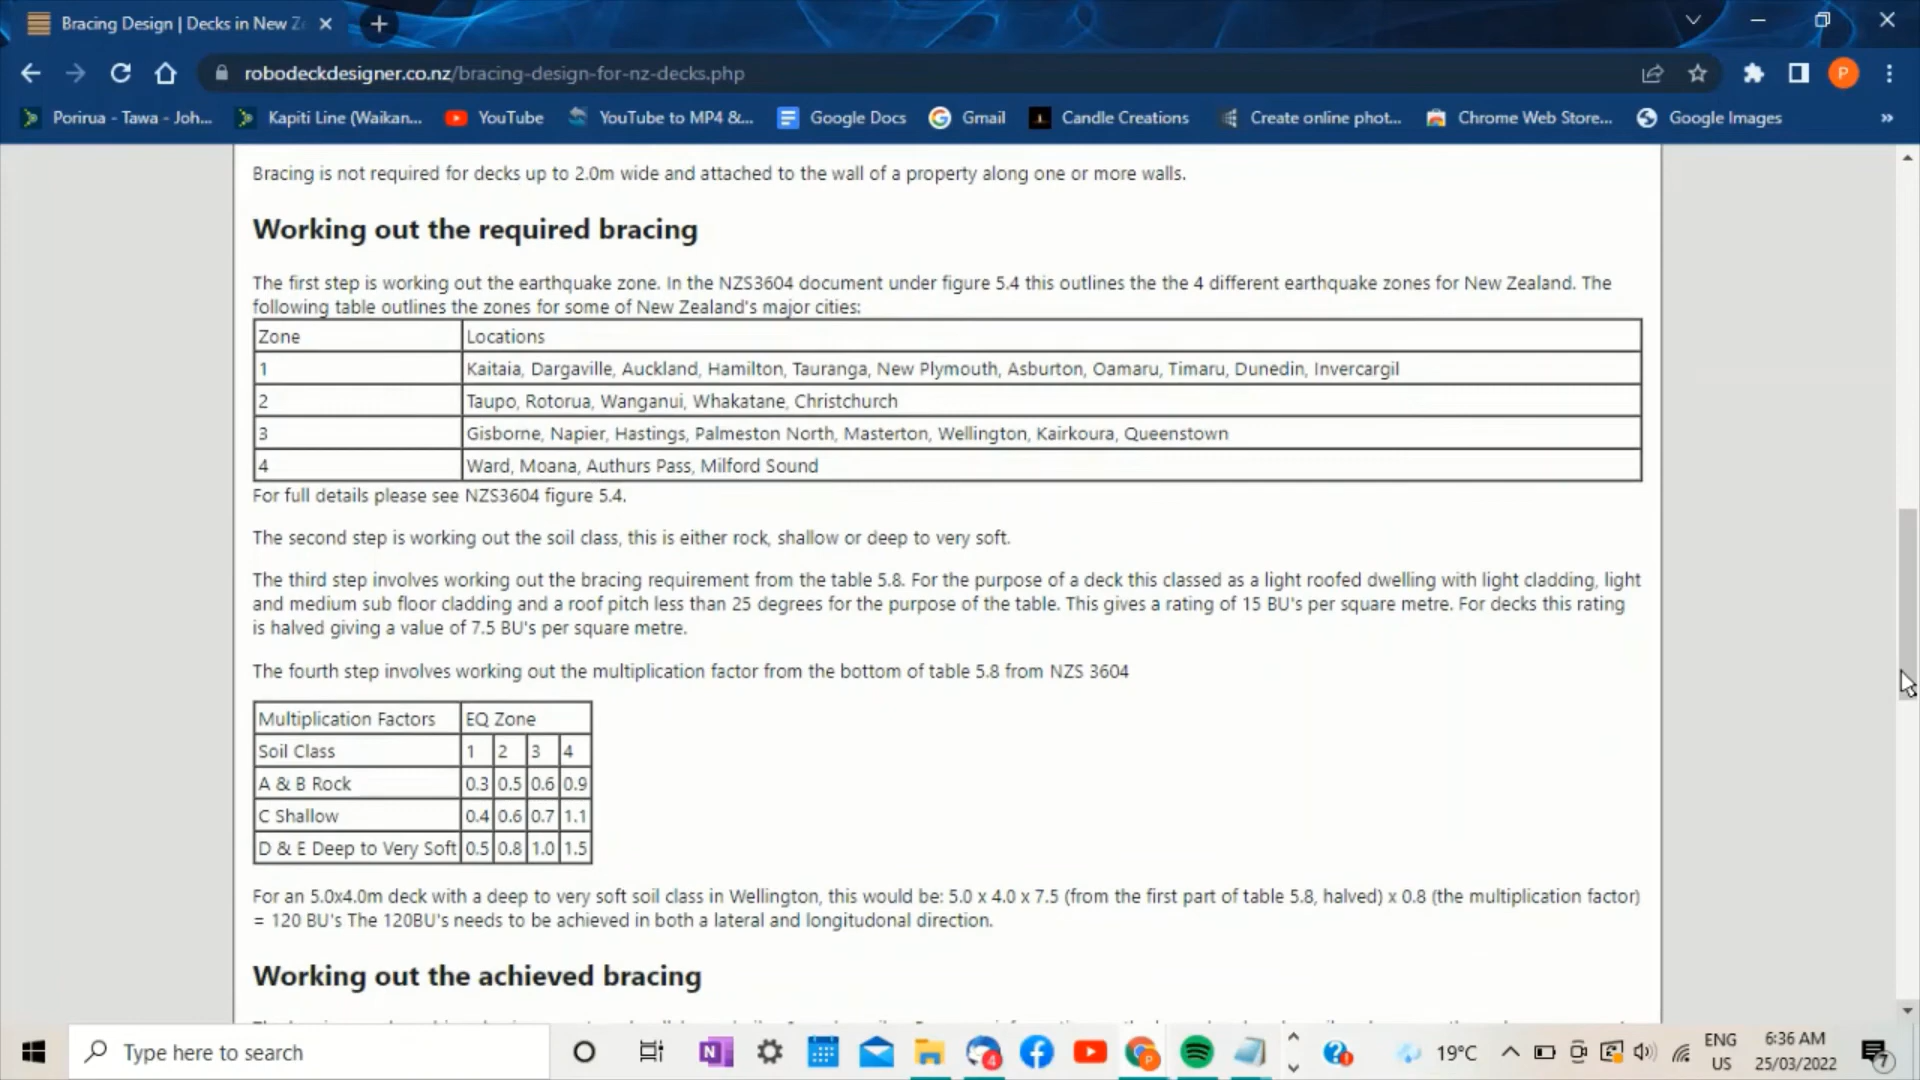 Bracing Design | Decks in New Ze
robodeckdesigner.co.nz/bracing-design-for-nz-decks.php
P
Porirua - Tawa - Joh... Kapiti Line (Waikan... YouTube YouTube to MP4 &... Google Docs Gmail Candle Creations Create online phot... Chrome Web Store... Google Images »
Bracing is not required for decks up to 2.0m wide and attached to the wall of a property along one or more walls.
Working out the required bracing
The first step is working out the earthquake zone. In the NZS3604 document under figure 5.4 this outlines the the 4 different earthquake zones for New Zealand. The
following table outlines the zones for some of New Zealand's major cities:
Zone Locations
1 Kaitaia, Dargaville, Auckland, Hamilton, Tauranga, New Plymouth, Asburton, Oamaru, Timaru, Dunedin, Invercargil
2 Taupo, Rotorua, Wanganui, Whakatane, Christchurch
3 Gisborne, Napier, Hastings, Palmeston North, Masterton, Wellington, Kairkoura, Queenstown
4 Ward, Moana, Authurs Pass, Milford Sound
For full details please see NZS3604 figure 5.4.
The second step is working out the soil class, this is either rock, shallow or deep to very soft.
The third step involves working out the bracing requirement from the table 5.8. For the purpose of a deck this classed as a light roofed dwelling with light cladding, light
and medium sub floor cladding and a roof pitch less than 25 degrees for the purpose of the table. This gives a rating of 15 BU's per square metre. For decks this rating
is halved giving a value of 7.5 BU's per square metre.
The fourth step involves working out the multiplication factor from the bottom of table 5.8 from NZS 3604
Multiplication Factors EQ Zone
Soil Class 1 2 3 4
A & B Rock 0.3 0.5 0.6 0.9
C Shallow 0.4 0.6 0.7 1.1
D & E Deep to Very Soft 0.5 0.8 1.0 1.5
For an 5.0x4.0m deck with a deep to very soft soil class in Wellington, this would be: 5.0 x 4.0 x 7.5 (from the first part of table 5.8, halved) x 0.8 (the multiplication factor)
= 120 BU's The 120BU's needs to be achieved in both a lateral and longitudonal direction.
Working out the achieved bracing
Type here to search
N 4 P 19°C ENG 6:36 AM
US 25/03/2022 7